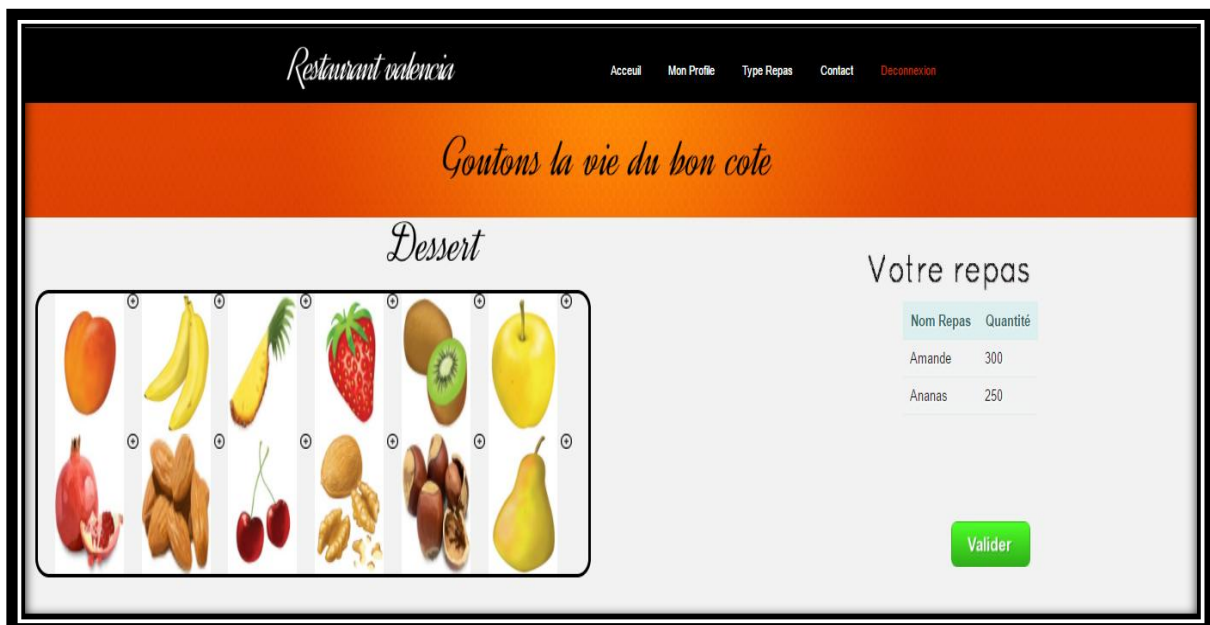 Restaurant valencia
Acceuil Mon Profile Type Repas Contact Deconnexion
Goutons la vie du bon cote
Dessert
Votre repas
Nom Repas Quantité
Amande 300
Ananas 250
Valider